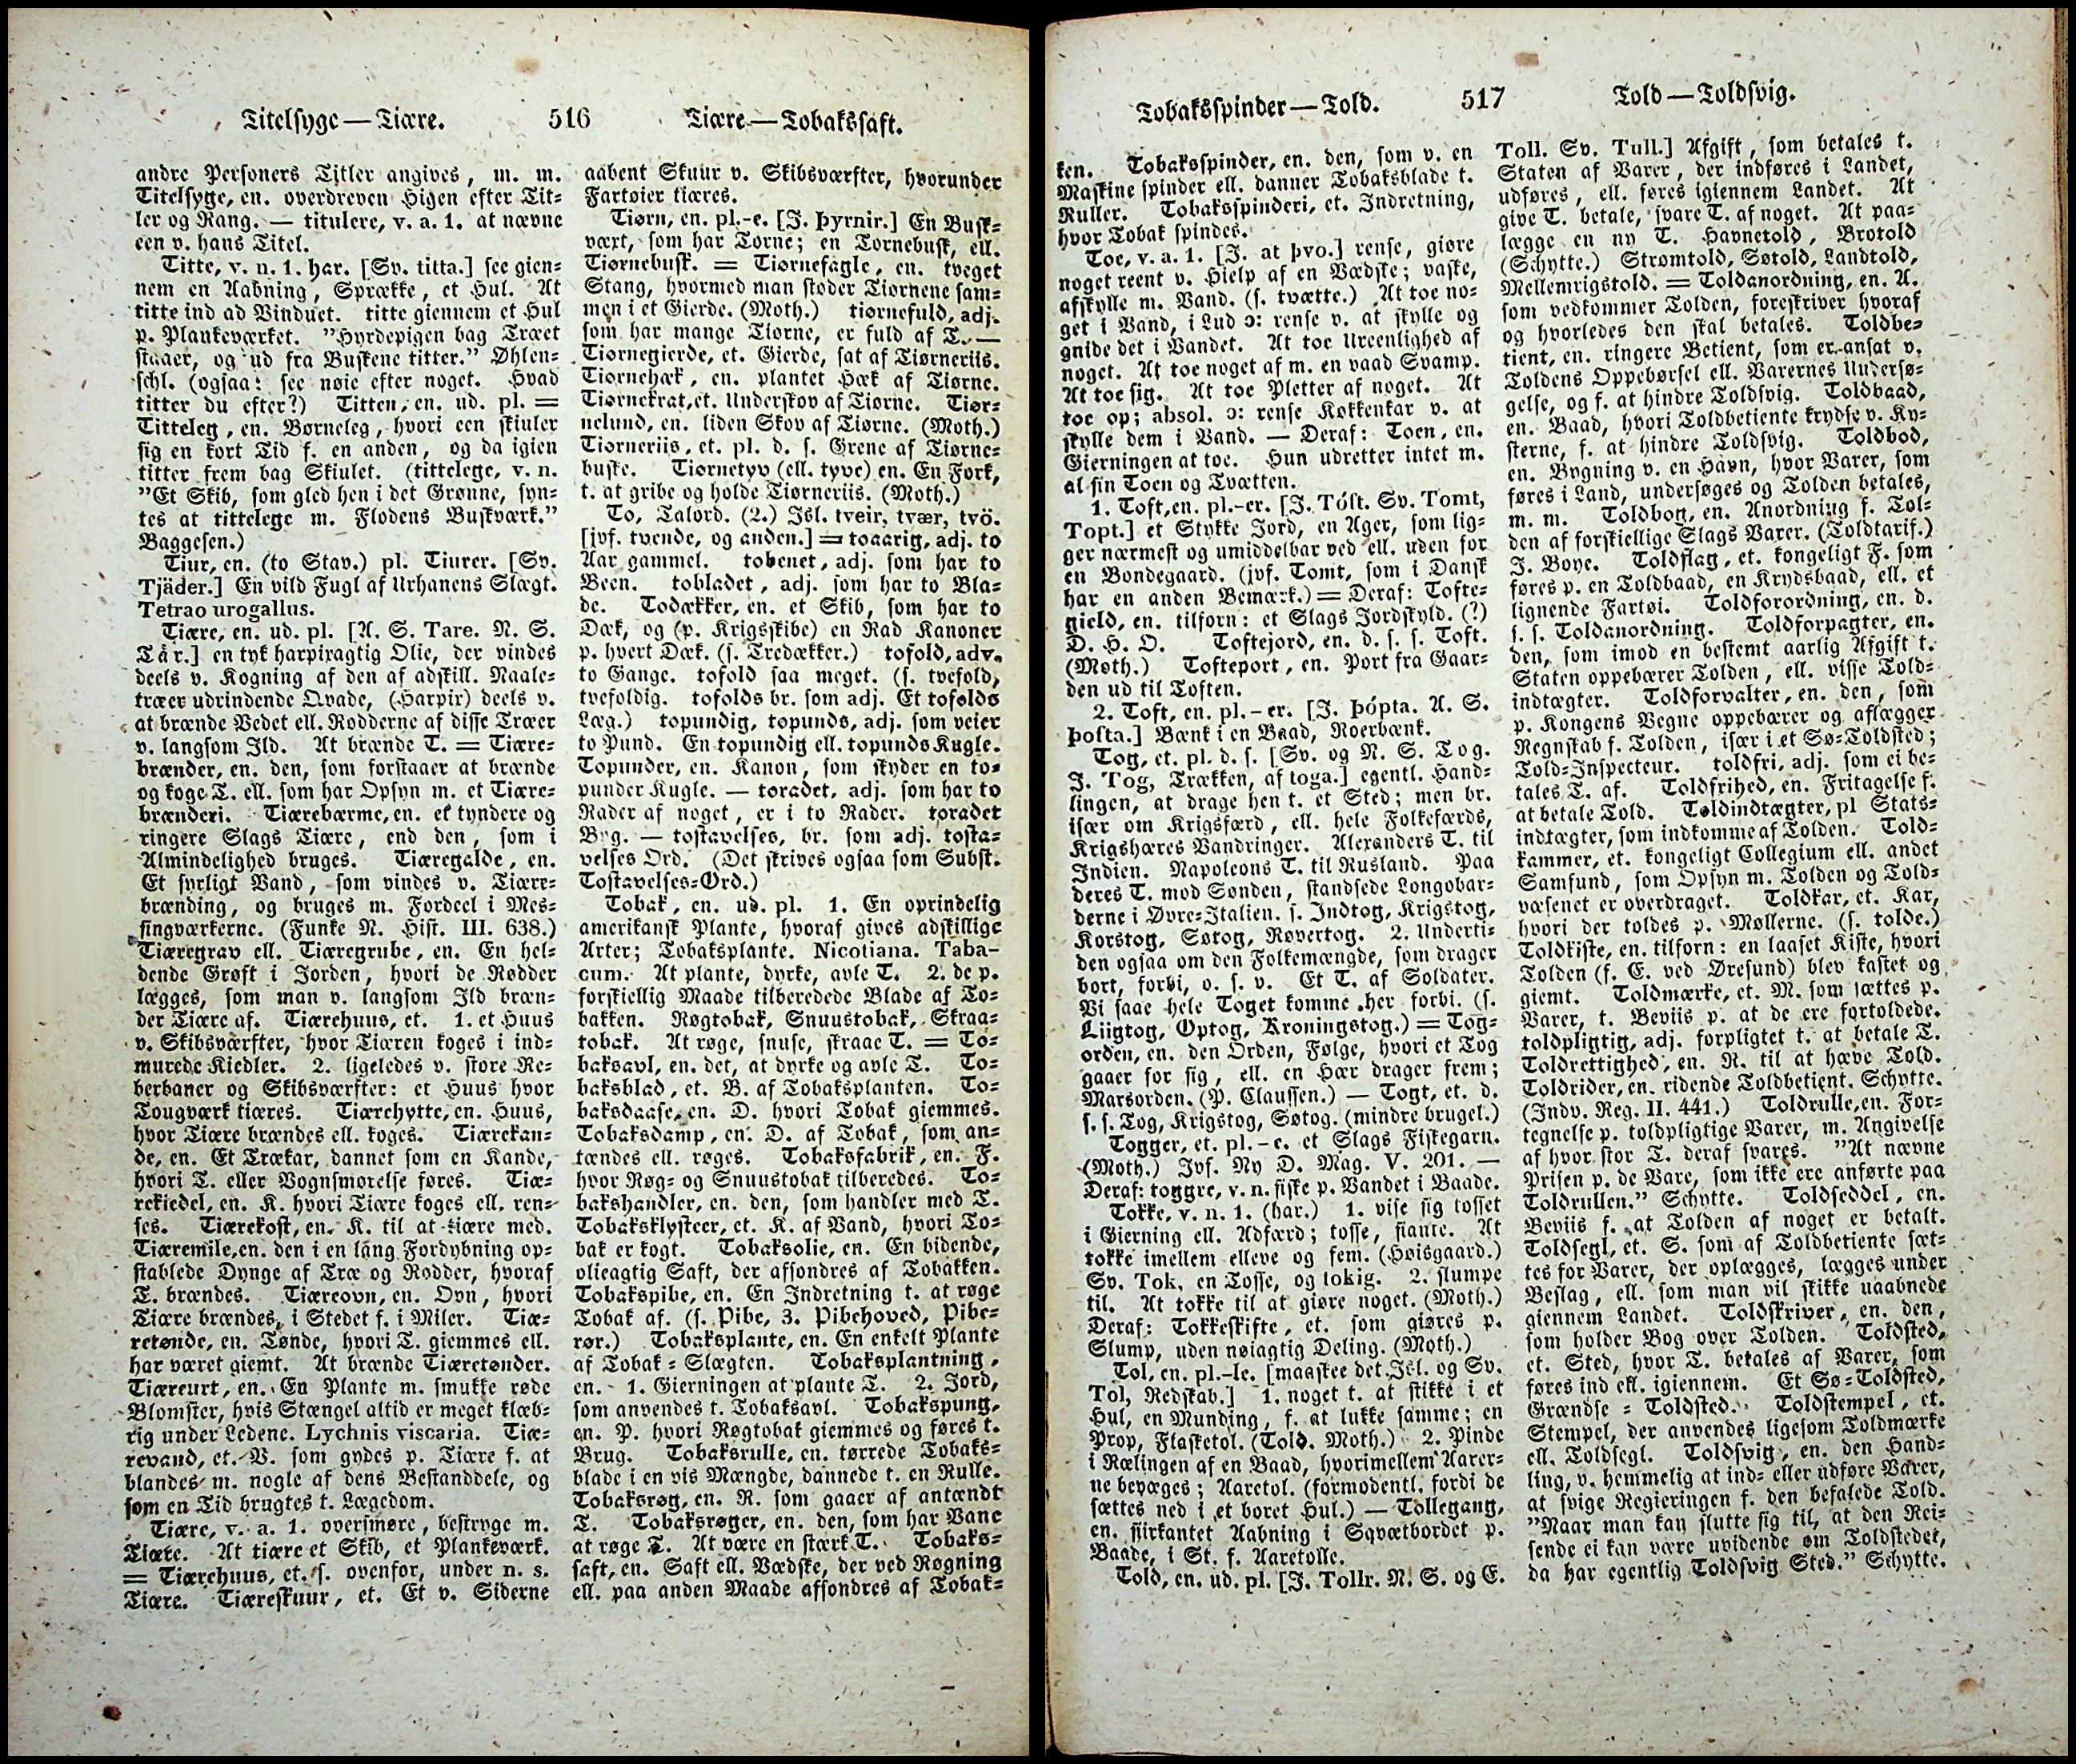 Titelsyge — Tiære. 516 Tiære — Tobakssaft.
andre Personers Titler angives, m. m.
Titelsyge, en. overdreven Higen efter Tit-
ler og Rang. — titulere, v. a. 1. at nævne
een v. hans Titel.
Titte, v. n. 1. har. [Sv. titta.] see gien-
nem en Aabning, Sprække, et Hul. At
titte ind ad Vinduet. titte giennem et Hul
p. Plankeværket. "Hyrdepigen bag Træet
staaer, og ud fra Buskene titter." Øhlen-
schl. (ogsaa: see nøie efter noget. Hvad
titter du efter?) Titten, en. ud. pl. =
Titteleg, en. Børneleg, hvori een skiuler
sig en kort Tid f. en anden, og da igien
titter frem bag Skiulet. (tittelege, v. n.
"Et Skib, som gled hen i det Grønne, syn-
tes at tittelege m. Flodens Buskværk."
Baggesen.)
Tiur, en. (to Stav.) pl. Tiurer. [Sv.
Tjäder.] En vild Fugl af Urhanens Slægt.
Tetrao urogallus.
Tiære, en. ud. pl. [A. S. Tare. N. S.
Tär.] en tyk harpixagtig Olie, der vindes
deels v. Kogning af den af adskill. Naale-
træer udrindende Qvade, (Harpix) deels v.
at brænde Vedet ell. Rødderne af disse Træer
v. langsom Ild. At brænde T. = Tiære-
brænder, en. den, som forstaaer at brænde
og koge T. ell. som har Opsyn m. et Tiære-
brænderi. Tiærebærme, en. et tyndere og
ringere Slags Tiære, end den, som i
Almindelighed bruges. Tiæregalde, en.
Et syrligt Vand, som vindes v. Tiære-
brænding, og bruges m. Fordeel i Mes-
singværkerne. (Funke N. Hist. III. 638.)
Tiæregrav ell. Tiæregrube, en. En hel-
dende Grøft i Jorden, hvori de Rødder
lægges, som man v. langsom Ild bræn-
der Tiære af. Tiærehuus, et. 1. et Huus
v. Skibsværfter, hvor Tiæren koges i ind-
murede Kiedler. 2. ligeledes v. store Re-
berbaner og Skibsværfter: et Huus hvor
Tougværk tiæres. Tiærehytte, en. Huus,
hvor Tiære brændes ell. koges. Tiærekan-
de, en. Et Trækar, dannet som en Kande,
hvori T. eller Vognsmørelse føres. Tiæ-
rekiedel, en. K. hvori Tiære koges ell. ren-
ses. Tiærekost, en. K. til at tiære med.
Tiæremile, en. den i en lang Fordybning op-
stablede Dynge af Træ og Rødder, hvoraf
T. brændes. Tiæreovn, en. Ovn, hvori
Tiære brændes, i Stedet f. i Miler. Tiæ-
retønde, en. Tønde, hvori T. giemmes ell.
har været giemt. At brænde Tiæretønder.
Tiæreurt, en. En Plante m. smukke røde
Blomster, hvis Stængel altid er meget klæb-
rig under Ledene. Lychnis viscaria. Tiæ-
revand, et. V. som gydes p. Tiære f. at
blandes m. nogle af dens Bestanddele, og
som en Tid brugtes t. Lægedom.
Tiære, v. a. 1. oversmøre, bestryge m.
Tiære. At tiære et Skib, et Plankeværk.
= Tiærehuus, et. s. ovenfor, under n. s.
Tiære. Tiæreskuur, et. Et v. Siderne
aabent Skuur v. Skibsværfter, hvorunder
Fartøier tiæres.
Tiørn, en. pl.-e. [J. þyrnir.] En Busk-
væxt, som har Torne; en Tornebusk, ell.
Tiørnebusk. = Tiørnefagle, en. tveget
Stang, hvormed man støder Tiørnene sam-
men i et Gierde. (Moth.) tiørnefuld, adj.
som har mange Tiørne, er fuld af T. —
Tiørnegierde, et. Gierde, sat af Tiørneriis.
Tiørnehæk, en. plantet Hæk af Tiørne.
Tiørnekrat, et. Underskov af Tiørne. Tiør-
nelund, en. liden Skov af Tiørne. (Moth.)
Tiørneriis, et. pl. d. s. Grene af Tiørne-
buske. Tiørnetyv (ell. tyve) en. En Fork,
t. at gribe og holde Tiørneriis. (Moth.)
To, Talord. (2.) Isl. tveir, tvær, tvö.
[jvf. tvende, og anden.] = toaarig, adj. to
Aar gammel. tobenet, adj. som har to
Been. tobladet, adj. som har to Bla-
de. Todækker, en. et Skib, som har to
Dæk, og (p. Krigsskibe) en Rad Kanoner
p. hvert Dæk. (s. Tredækker.) tofold, adv.
to Gange. tofold saa meget. (s. tvefold,
tvefoldig. tofolds br. som adj. Et tofolds
Læg.) topundig, topunds, adj. som veier
to Pund. En topundig ell. topunds Kugle.
Topunder, en. Kanon, som skyder en to-
punder Kugle. — toradet, adj. som har to
Rader af noget, er i to Rader. toradet
Byg. — tostavelses, br. som adj. tosta-
velses Ord. (Det skrives ogsaa som Subst.
Tostavelses-Ord.)
Tobak, en. ud. pl. 1. En oprindelig
amerikansk Plante, hvoraf gives adskillige
Arter; Tobaksplante. Nicotiana. Taba-
cum. At plante, dyrke, avle T. 2. de p.
forskiellig Maade tilberedede Blade af To-
bakken. Røgtobak, Snuustobak, Skraa-
tobak. At røge, snuse, skraae T. = To-
baksavl, en. det, at dyrke og avle T. To-
baksblad, et. B. af Tobaksplanten. To-
baksdaase, en. D. hvori Tobak giemmes.
Tobaksdamp, en. D. af Tobak, som an-
tændes ell. røges. Tobaksfabrik, en. F.
hvor Røg- og Snuustobak tilberedes. To-
bakshandler, en. den, som handler med T.
Tobaksklysteer, et. K. af Vand, hvori To-
bak er kogt. Tobaksolie, en. En bidende,
olieagtig Saft, der afsondres af Tobakken.
Tobakspibe, en. En Indretning t. at røge
Tobak af. (s. Pibe, 3. Pibehoved, Pibe-
rør.) Tobaksplante, en. En enkelt Plante
af Tobak-Slægten. Tobaksplantning,
en. 1. Gierningen at plante T. 2. Jord,
som anvendes t. Tobaksavl. Tobakspung,
en. P. hvori Røgtobak giemmes og føres t.
Brug. Tobaksrulle, en. tørrede Tobaks-
blade i en vis Mængde, dannede t. en Rulle.
Tobaksrøg, en. R. som gaaer af antændt
T. Tobaksrøger, en. den, som har Vane
at røge T. At være en stærk T. Tobaks-
saft, en. Saft ell. Vædske, der ved Røgning
ell. paa anden Maade afsondres af Tobak-
Tobaksspinder — Told. 517 Told — Toldsvig.
ken. Tobaksspinder, en. den, som v. en
Maskine spinder ell. danner Tobaksblade t.
Ruller. Tobaksspinderi, et. Indretning,
hvor Tobak spindes.
Toe, v. a. 1. [J. at þvo.] rense, giøre
noget reent v. Hielp af en Vædske; vaske,
afskylle m. Vand. (s. tvætte.) At toe no-
get i Vand, i Lud ɔ: rense v. at skylle og
gnide det i Vandet. At toe Ureenlighed af
noget. At toe noget af m. en vaad Svamp.
At toe sig. At toe Pletter af noget. At
toe op; absol. ɔ: rense Køkkenkar v. at
skylle dem i Vand. — Deraf: Toen, en.
Gierningen at toe. Hun udretter intet m.
al sin Toen og Tvætten.
1. Toft, en. pl.-er. [J. Tóft. Sv. Tomt,
Topt.] et Stykke Jord, en Ager, som lig-
ger nærmest og umiddelbar ved ell. uden for
en Bondegaard. (jvf. Tomt, som i Dansk
har en anden Bemærk.) = Deraf: Tofte-
gield, en. tilforn: et Slags Jordskyld. (?)
D. H. O. Toftejord, en. d. s. s. Toft.
(Moth.) Tofteport, en. Port fra Gaar-
den ud til Toften.
2. Toft, en. pl.-er. [J. þópta. A. S.
þofta.] Bænk i en Baad, Roerbænk.
Tog, et. pl. d. s. [Sv. og N. S. Tog.
J. Tog, Trækken, af toga.] egentl. Hand-
lingen, at drage hen t. et Sted; men br.
især om Krigsfærd, ell. hele Folkefærds,
Krigshæres Vandringer. Alexanders T. til
Indien. Napoleons T. til Rusland. Paa
deres T. mod Sønden, standsede Longobar-
derne i Øvre-Italien. s. Indtog, Krigstog,
Korstog, Søtog, Røvertog. 2. Underti-
den ogsaa om den Folkemængde, som drager
bort, forbi, o. s. v. Et T. af Soldater.
Vi saae hele Toget komme her forbi. (s.
Liigtog, Optog, Kroningstog.) = Tog-
orden, en. den Orden, Følge, hvori et Tog
gaaer for sig, ell. en Hær drager frem;
Marsorden. (P. Claussen.) — Togt, et. d.
s. s. Tog, Krigstog, Søtog. (mindre brugel.)
Togger, et. pl.-e. et Slags Fiskegarn.
(Moth.) Jvf. Ny D. Mag. V. 201. —
Deraf: toggre, v. n. fiske p. Vandet i Baade.
Tokke, v. n. 1. (har.) 1. vise sig tosset
i Gierning ell. Adfærd; tosse, fiante. At
tokke imellem elleve og fem. (Høisgaard.)
Sv. Tok, en Tosse, og tokig. 2. slumpe
til. At tokke til at giøre noget. (Moth.)
Deraf: Tokkeskifte, et. som giøres p.
Slump, uden nøiagtig Deling. (Moth.)
Tol, en. pl.-le. [maaskee det Isl. og Sv.
Tol, Redskab.] 1. noget t. at stikke i et
Hul, en Munding, f. at lukke samme; en
Prop, Flasketol. (Told. Moth.) 2. Pinde
i Rælingen af en Baad, hvorimellem Aarer-
ne bevæges; Aaretol. (formodentl. fordi de
sættes ned i et boret Hul.) — Tollegang,
en. fiirkantet Aabning i Sqvætbordet p.
Baade, i St. f. Aaretolle.
Told, en. ud. pl. [J. Tollr. N. S. og E.
Toll. Sv. Tull.] Afgift, som betales t.
Staten af Varer, der indføres i Landet,
udføres, ell. føres igiennem Landet. At
give T. betale, svare T. af noget. At paa-
lægge en ny T. Havnetold, Brotold
(Schytte.) Strømtold, Søtold, Landtold,
Mellemrigstold. = Toldanordning, en. A.
som vedkommer Tolden, foreskriver hvoraf
og hvorledes den skal betales. Toldbe-
tient, en. ringere Betient, som er ansat v.
Toldens Oppebørsel ell. Varernes Undersø-
gelse, og f. at hindre Toldsvig. Toldbaad,
en. Baad, hvori Toldbetiente krydse v. Ky-
sterne, f. at hindre Toldsvig. Toldbod,
en. Bygning v. en Havn, hvor Varer, som
føres i Land, undersøges og Tolden betales,
m. m. Toldbog, en. Anordning f. Tol-
den af forskiellige Slags Varer. (Toldtarif.)
J. Boye. Toldflag, et. kongeligt F. som
føres p. en Toldbaad, en Krydsbaad, ell. et
lignende Fartøi. Toldforordning, en. d.
s. s. Toldanordning. Toldforpagter, en.
den, som imod en bestemt aarlig Afgift t.
Staten oppebærer Tolden, ell. visse Told-
indtægter. Toldforvalter, en. den, som
p. Kongens Vegne oppebærer og aflægger
Regnskab f. Tolden, især i et Sø-Toldsted;
Told-Inspecteur. toldfri, adj. som ei be-
tales T. af. Toldfrihed, en. Fritagelse f.
at betale Told. Toldindtægter, pl Stats-
indtægter, som indkomme af Tolden. Told-
kammer, et. kongeligt Collegium ell. andet
Samfund, som Opsyn m. Tolden og Told-
væsenet er overdraget. Toldkar, et. Kar,
hvori der toldes p. Møllerne. (s. tolde.)
Toldkiste, en. tilforn: en laaset Kiste, hvori
Tolden (f. E. ved Øresund) blev kastet og
giemt. Toldmærke, et. M. som sættes p.
Varer, t. Beviis p. at de ere fortoldede.
toldpligtig, adj. forpligtet t. at betale T.
Toldrettighed, en. R. til at hæve Told.
Toldrider, en. ridende Toldbetient. Schytte.
(Indv. Reg. II. 441.) Toldrulle, en. For-
tegnelse p. toldpligtige Varer, m. Angivelse
af hvor stor T. deraf svares. "At nævne
Prisen p. de Vare, som ikke ere anførte paa
Toldrullen." Schytte. Toldseddel, en.
Beviis f. at Tolden af noget er betalt.
Toldsegl, et. S. som af Toldbetiente sæt-
tes for Varer, der oplægges, lægges under
Beslag, ell. som man vil skikke uaabnede
giennem Landet. Toldskriver, en. den,
som holder Bog over Tolden. Toldsted,
et. Sted, hvor T. betales af Varer, som
føres ind ell. igiennem. Et Sø-Toldsted,
Grændse-Toldsted. Toldstempel, et.
Stempel, der anvendes ligesom Toldmærke
ell. Toldsegl. Toldsvig, en. den Hand-
ling, v. hemmelig at ind- eller udføre Varer,
at svige Regieringen f. den befalede Told.
"Naar man kan slutte sig til, at den Rei-
sende ei kan være uvidende om Toldstedet,
da har egentlig Toldsvig Sted." Schytte.